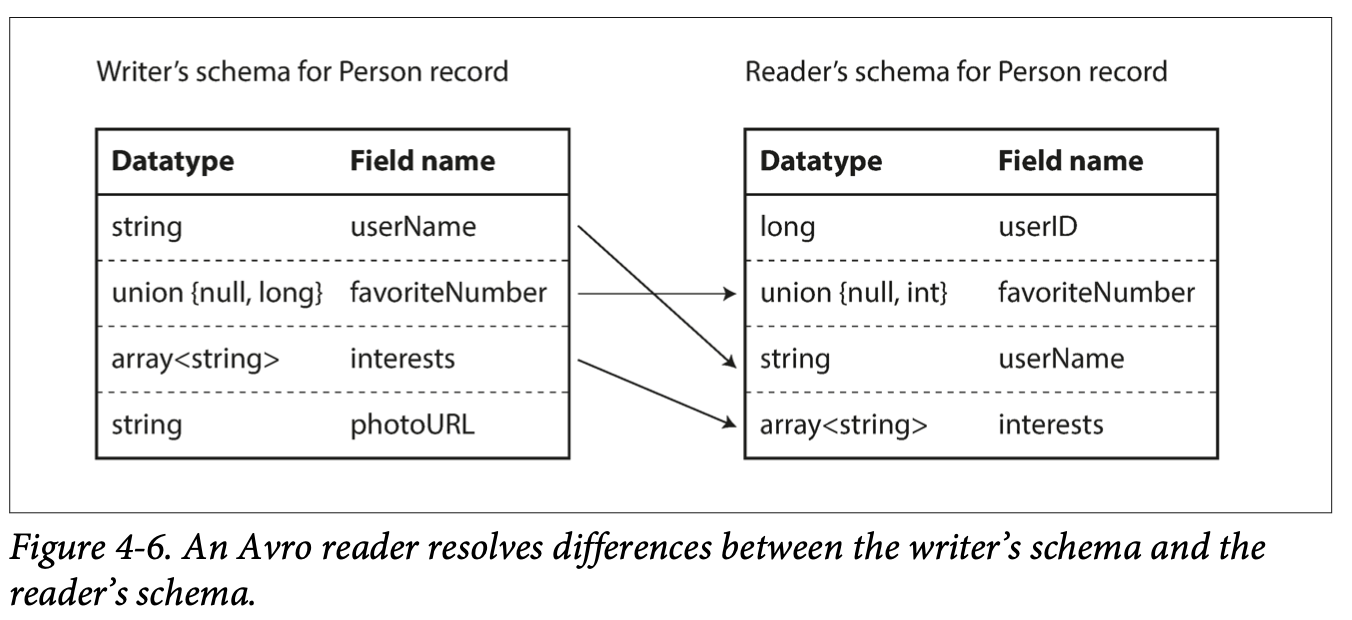 Writer’s schema for Person record
Datatype Field name
string userName
union {null, long} favoriteNumber
array<string> interests
string photoURL
Reader’s schema for Person record
Datatype Field name
long userID
union {null, int} favoriteNumber
string userName
array<string> interests
Figure 4-6. An Avro reader resolves differences between the writer’s schema and the
reader’s schema.